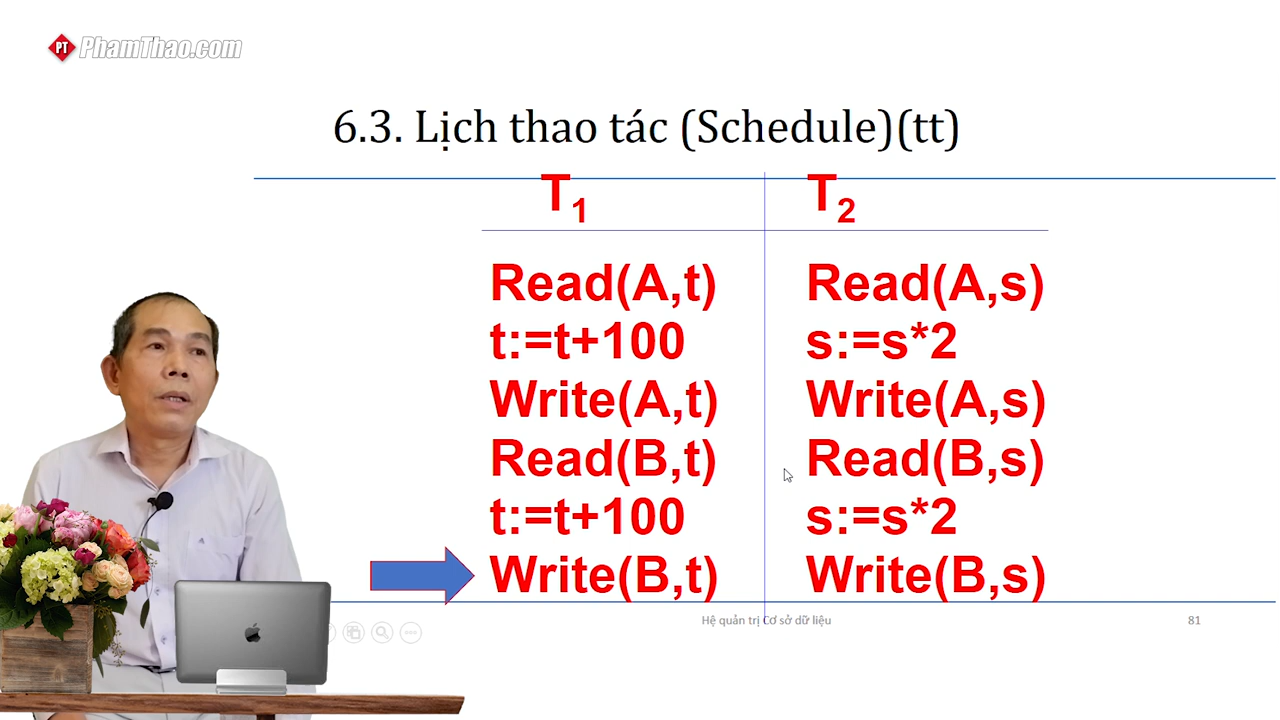 PT PhamThao.com
6.3. Lịch thao tác (Schedule)(tt)
T1 T2
Read(A,t) Read(A,s)
t:=t+100 s:=s*2
Write(A,t) Write(A,s)
Read(B,t) Read(B,s)
t:=t+100 s:=s*2
Write(B,t) Write(B,s)
Hệ quản trị Cơ sở dữ liệu 81